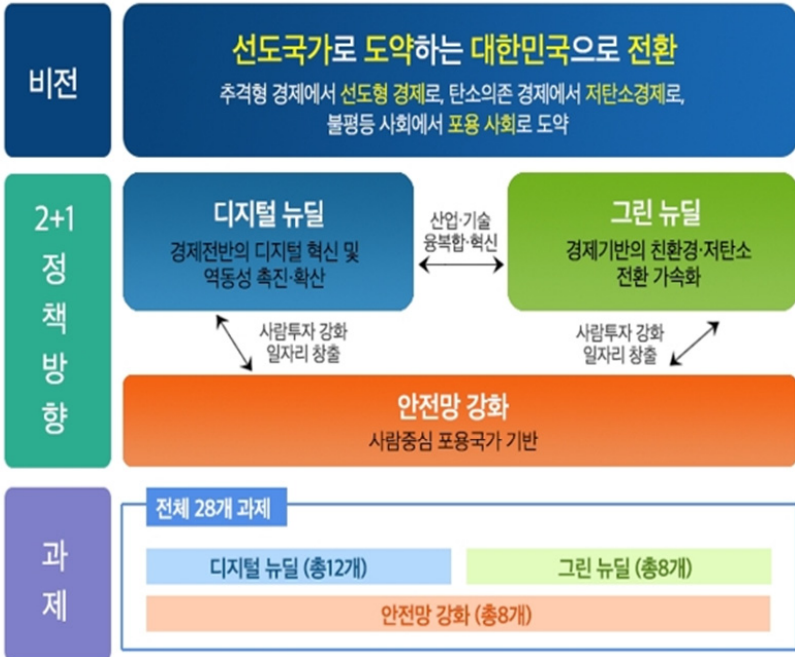 비전
선도국가로 도약하는 대한민국으로 전환
추격형 경제에서 선도형 경제로, 탄소의존 경제에서 저탄소경제로,
불평등 사회에서 포용 사회로 도약
2+1
정
책
방
향
디지털 뉴딜
경제전반의 디지털 혁신 및
역동성 촉진·확산
산업·기술
융복합·혁신
그린 뉴딜
경제기반의 친환경·저탄소
전환 가속화
사람투자 강화
일자리 창출
사람투자 강화
일자리 창출
안전망 강화
사람중심 포용국가 기반
과
제
전체 28개 과제
디지털 뉴딜 (총12개)
그린 뉴딜 (총8개)
안전망 강화 (총8개)